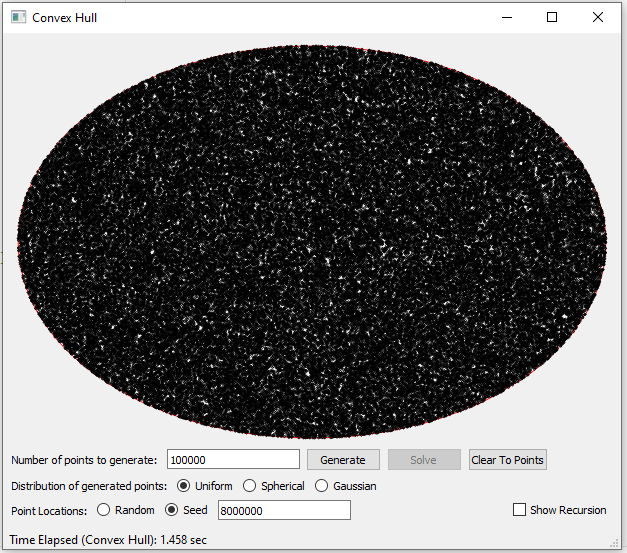 Convex Hull
Number of points to generate: 100000 Generate Solve Clear To Points
Distribution of generated points: Uniform Spherical Gaussian
Point Locations: Random Seed 8000000 Show Recursion
Time Elapsed (Convex Hull): 1.458 sec